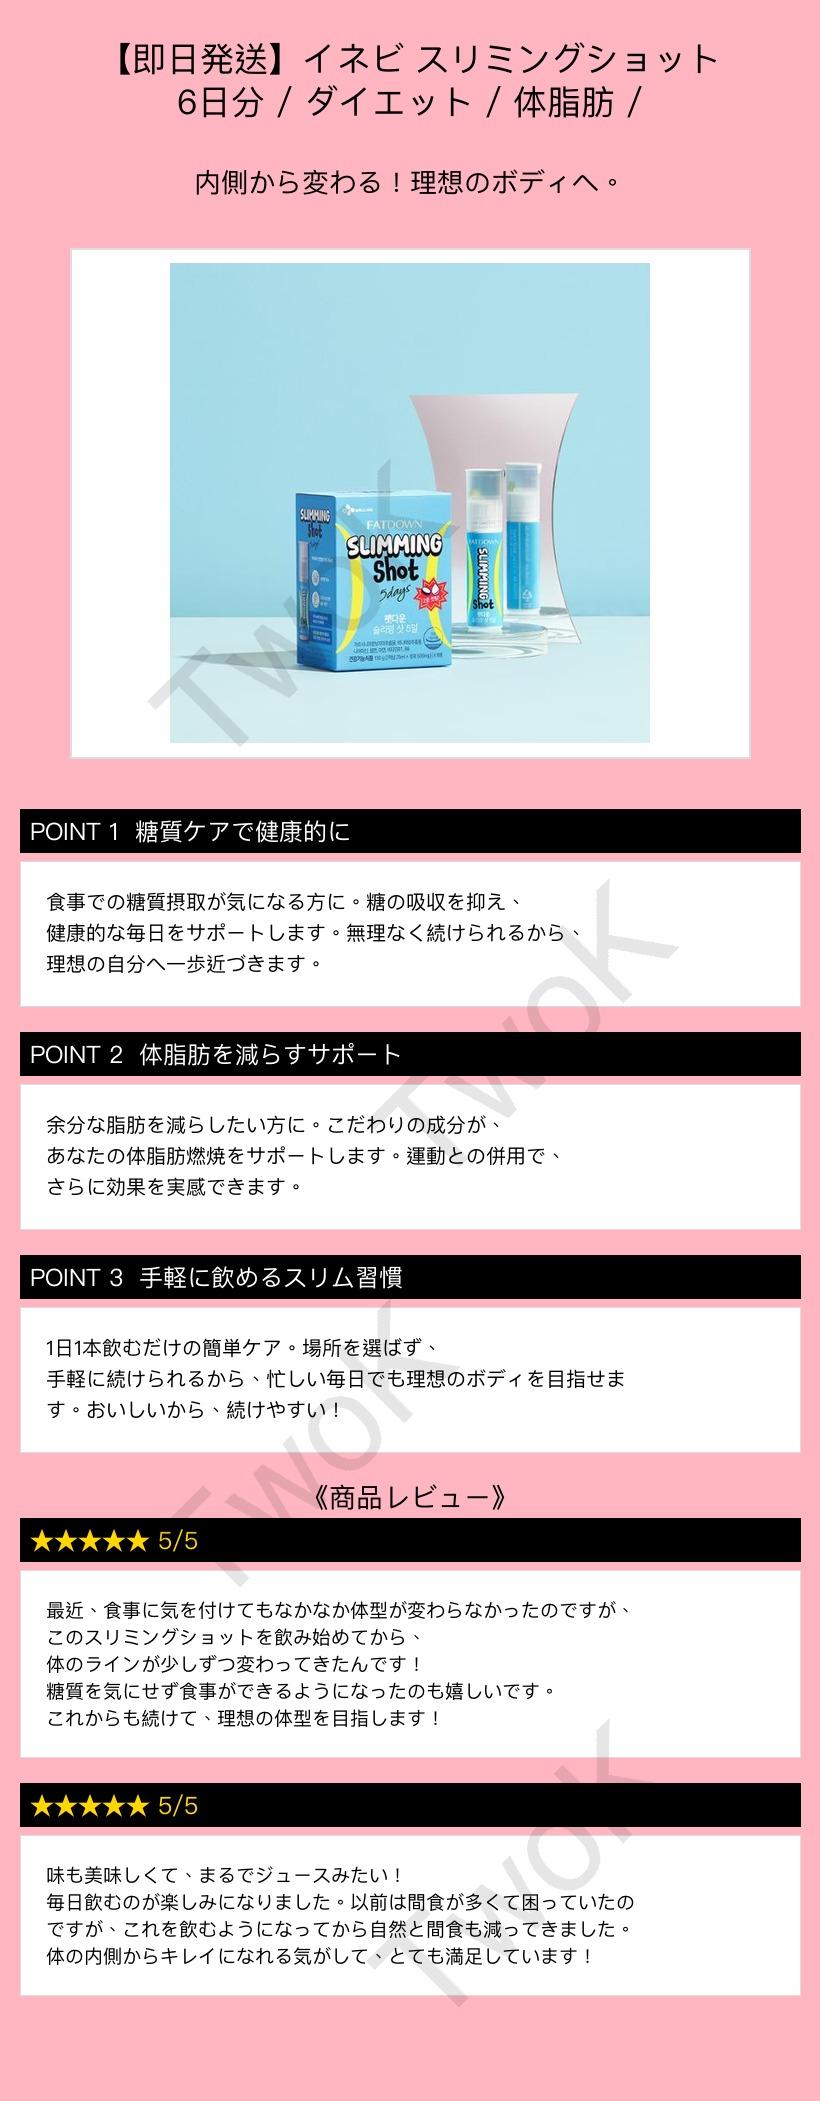 【即日発送】イネビ スリミングショット
6日分 / ダイエット / 体脂肪 /
内側から変わる！理想のボディへ。
SLIMMING
Shot
FATDOWN
SLIMMING
Shot
5days
팻다운
슬리밍 샷 5일
FATDOWN
SLIMMING
Shot
팻다운
TwoK
POINT 1 糖質ケアで健康的に
食事での糖質摂取が気になる方に。糖の吸収を抑え、
健康的な毎日をサポートします。無理なく続けられるから、
理想の自分へ一歩近づきます。
TwoK
POINT 2 体脂肪を減らすサポート
余分な脂肪を減らしたい方に。こだわりの成分が、
あなたの体脂肪燃焼をサポートします。運動との併用で、
さらに効果を実感できます。
POINT 3 手軽に飲めるスリム習慣
1日1本飲むだけの簡単ケア。場所を選ばず、
手軽に続けられるから、忙しい毎日でも理想のボディを目指せま
す。おいしいから、続けやすい！
TwoK
《商品レビュー》
★★★★★ 5/5
最近、食事に気を付けてもなかなか体型が変わらなかったのですが、
このスリミングショットを飲み始めてから、
体のラインが少しずつ変わってきたんです！
糖質を気にせず食事ができるようになったのも嬉しいです。
これからも続けて、理想の体型を目指します！
★★★★★ 5/5
味も美味しくて、まるでジュースみたい！
毎日飲むのが楽しみになりました。以前は間食が多くて困っていたの
ですが、これを飲むようになってから自然と間食も減ってきました。
体の内側からキレイになれる気がして、とても満足しています！
TwoK